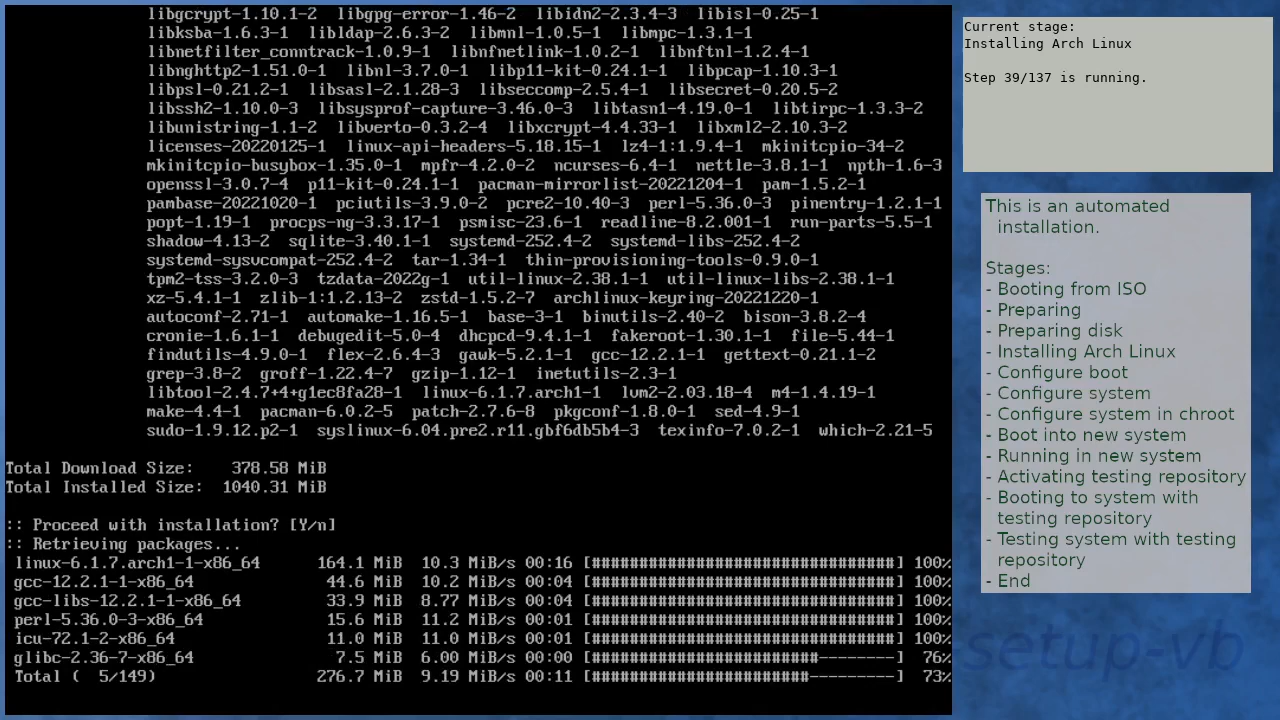 libgcrypt-1.10.1-2  libgpg-error-1.46-2  libidn2-2.3.4-3  libisl-0.25-1
libksba-1.6.3-1  libldap-2.6.3-2  libmnl-1.0.5-1  libmpc-1.3.1-1
libnetfilter_conntrack-1.0.9-1  libnfnetlink-1.0.2-1  libnftnl-1.2.4-1
libnghttp2-1.51.0-1  libnl-3.7.0-1  libp11-kit-0.24.1-1  libpcap-1.10.3-1
libpsl-0.21.2-1  libsasl-2.1.28-3  libseccomp-2.5.4-1  libsecret-0.20.5-2
libssh2-1.10.0-3  libsysprof-capture-3.46.0-3  libtasn1-4.19.0-1  libtirpc-1.3.3-2
libunistring-1.1-2  libverto-0.3.2-4  libxcrypt-4.4.33-1  libxml2-2.10.3-2
licenses-20220125-1  linux-api-headers-5.18.15-1  lz4-1:1.9.4-1  mkinitcpio-34-2
mkinitcpio-busybox-1.35.0-1  mpfr-4.2.0-2  ncurses-6.4-1  nettle-3.8.1-1  npth-1.6-3
openssl-3.0.7-4  p11-kit-0.24.1-1  pacman-mirrorlist-20221204-1  pam-1.5.2-1
pambase-20221020-1  pciutils-3.9.0-2  pcre2-10.40-3  perl-5.36.0-3  pinentry-1.2.1-1
popt-1.19-1  procps-ng-3.3.17-1  psmisc-23.6-1  readline-8.2.001-1  run-parts-5.5-1
shadow-4.13-2  sqlite-3.40.1-1  systemd-252.4-2  systemd-libs-252.4-2
systemd-sysvcompat-252.4-2  tar-1.34-1  thin-provisioning-tools-0.9.0-1
tpm2-tss-3.2.0-3  tzdata-2022g-1  util-linux-2.38.1-1  util-linux-libs-2.38.1-1
xz-5.4.1-1  zlib-1:1.2.13-2  zstd-1.5.2-7  archlinux-keyring-20221220-1
autoconf-2.71-1  automake-1.16.5-1  base-3-1  binutils-2.40-2  bison-3.8.2-4
cronie-1.6.1-1  debugedit-5.0-4  dhcpcd-9.4.1-1  fakeroot-1.30.1-1  file-5.44-1
findutils-4.9.0-1  flex-2.6.4-3  gawk-5.2.1-1  gcc-12.2.1-1  gettext-0.21.1-2
grep-3.8-2  groff-1.22.4-7  gzip-1.12-1  inetutils-2.3-1
libtool-2.4.7+4+g1ec8fa28-1  linux-6.1.7.arch1-1  lvm2-2.03.18-4  m4-1.4.19-1
make-4.4-1  pacman-6.0.2-5  patch-2.7.6-8  pkgconf-1.8.0-1  sed-4.9-1
sudo-1.9.12.p2-1  syslinux-6.04.pre2.r11.gbf6db5b4-3  texinfo-7.0.2-1  which-2.21-5
Total Download Size:    378.58 MiB
Total Installed Size:  1040.31 MiB
:: Proceed with installation? [Y/n]
:: Retrieving packages...
linux-6.1.7.arch1-1-x86_64  164.1 MiB  10.3 MiB/s 00:16 [################################] 100%
gcc-12.2.1-1-x86_64  44.6 MiB  10.2 MiB/s 00:04 [################################] 100%
gcc-libs-12.2.1-1-x86_64  33.9 MiB  8.77 MiB/s 00:04 [################################] 100%
perl-5.36.0-3-x86_64  15.6 MiB  11.2 MiB/s 00:01 [################################] 100%
icu-72.1-2-x86_64  11.0 MiB  11.0 MiB/s 00:01 [################################] 100%
glibc-2.36-7-x86_64  7.5 MiB  6.00 MiB/s 00:00 [########################--------] 76%
Total (  5/149)  276.7 MiB  9.19 MiB/s 00:11 [#######################---------] 73%
Current stage:
Installing Arch Linux
Step 39/137 is running.
This is an automated
installation.
Stages:
- Booting from ISO
- Preparing
- Preparing disk
- Installing Arch Linux
- Configure boot
- Configure system
- Configure system in chroot
- Boot into new system
- Running in new system
- Activating testing repository
- Booting to system with
testing repository
- Testing system with testing
repository
- End
setup-vb